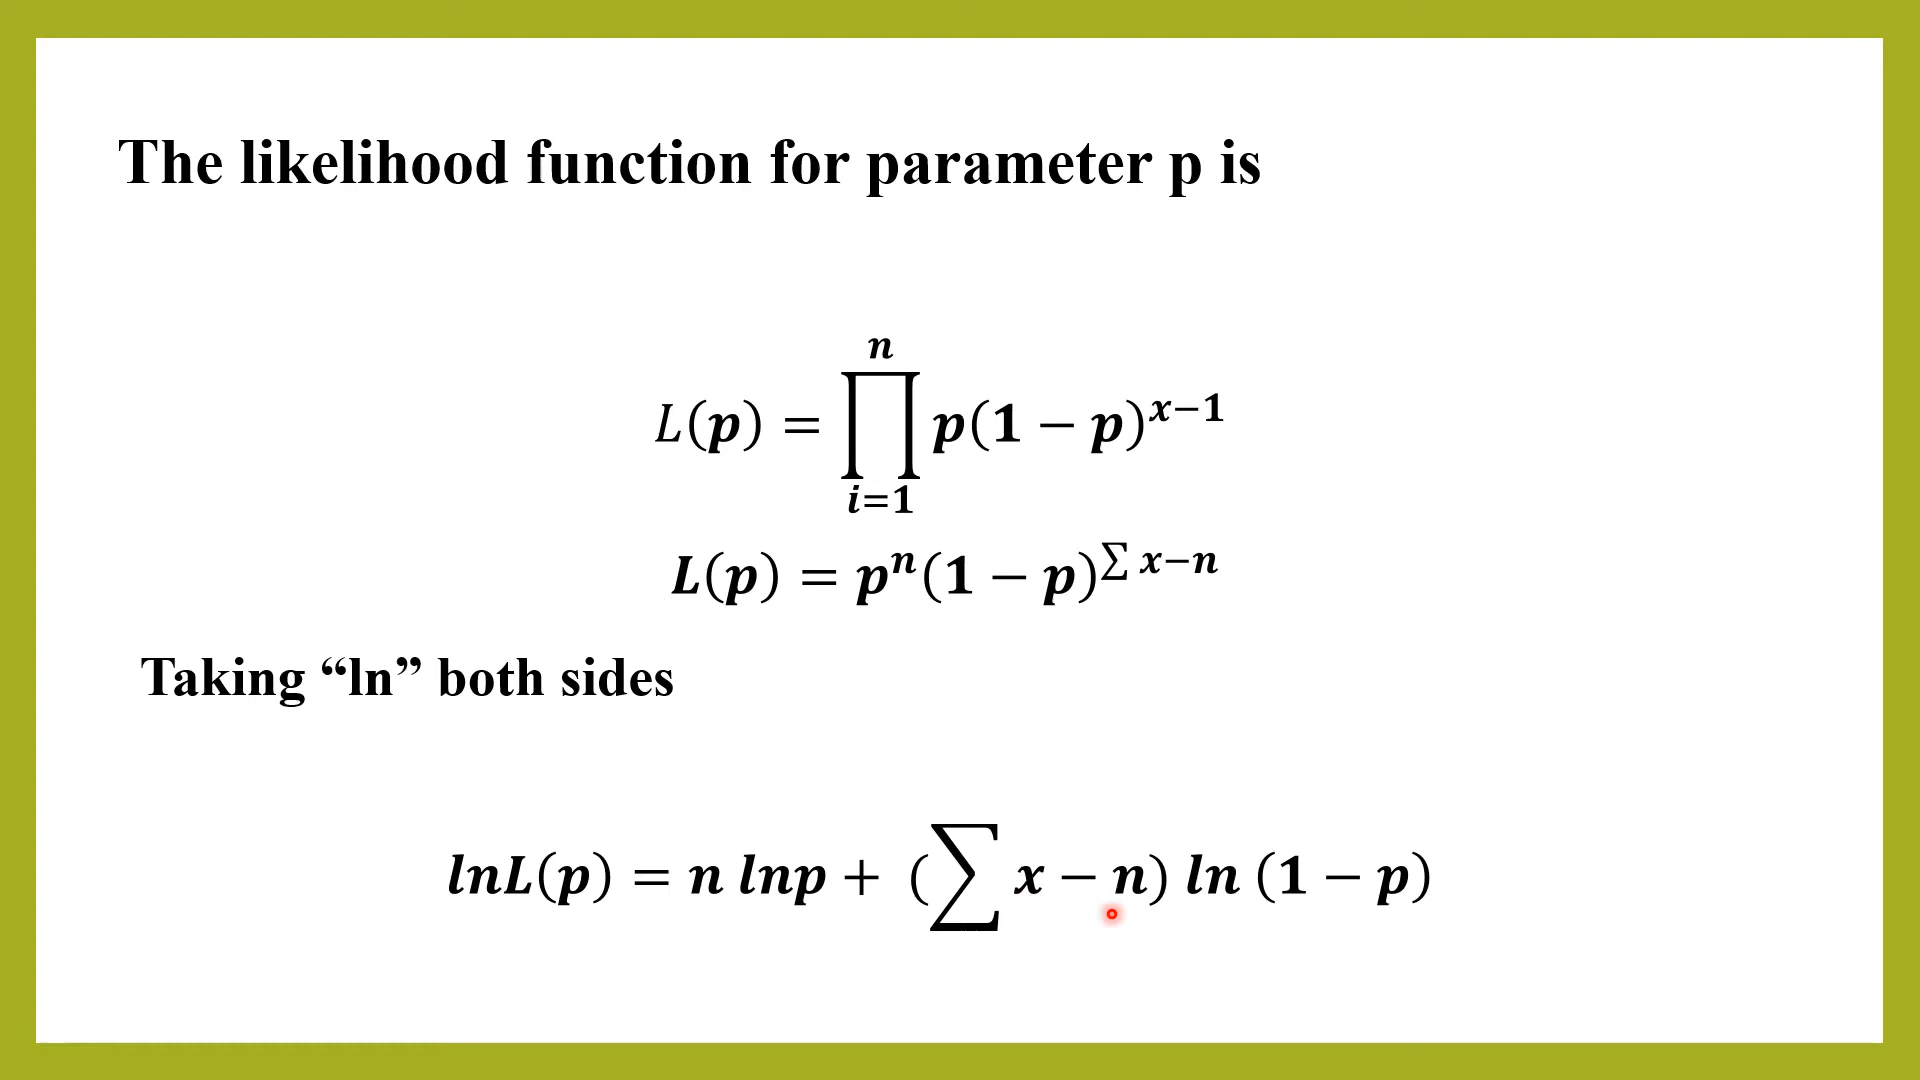 The likelihood function for parameter p is
L(p) = ∏_{i=1}^{n} p(1 − p)^{x−1}
L(p) = p^n(1 − p)^{∑ x−n}
Taking “ln” both sides
lnL(p) = n lnp + (∑ x − n) ln (1 − p)